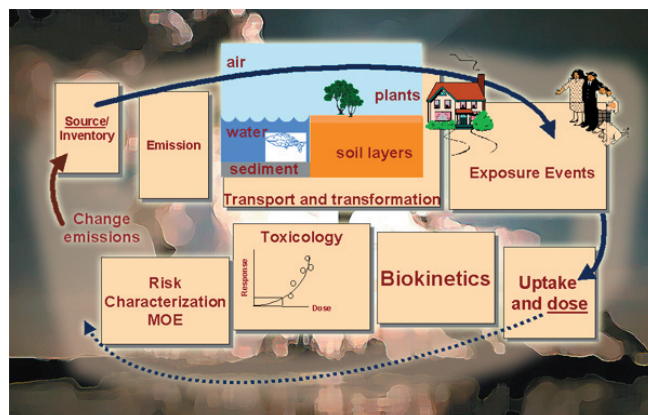 air
plants
water
sediment
soil layers
Transport and transformation
Source/
Inventory
Emission
Exposure Events
Change
emissions
Risk
Characterization
MOE
Toxicology
Response
Dose
Biokinetics
Uptake
and dose